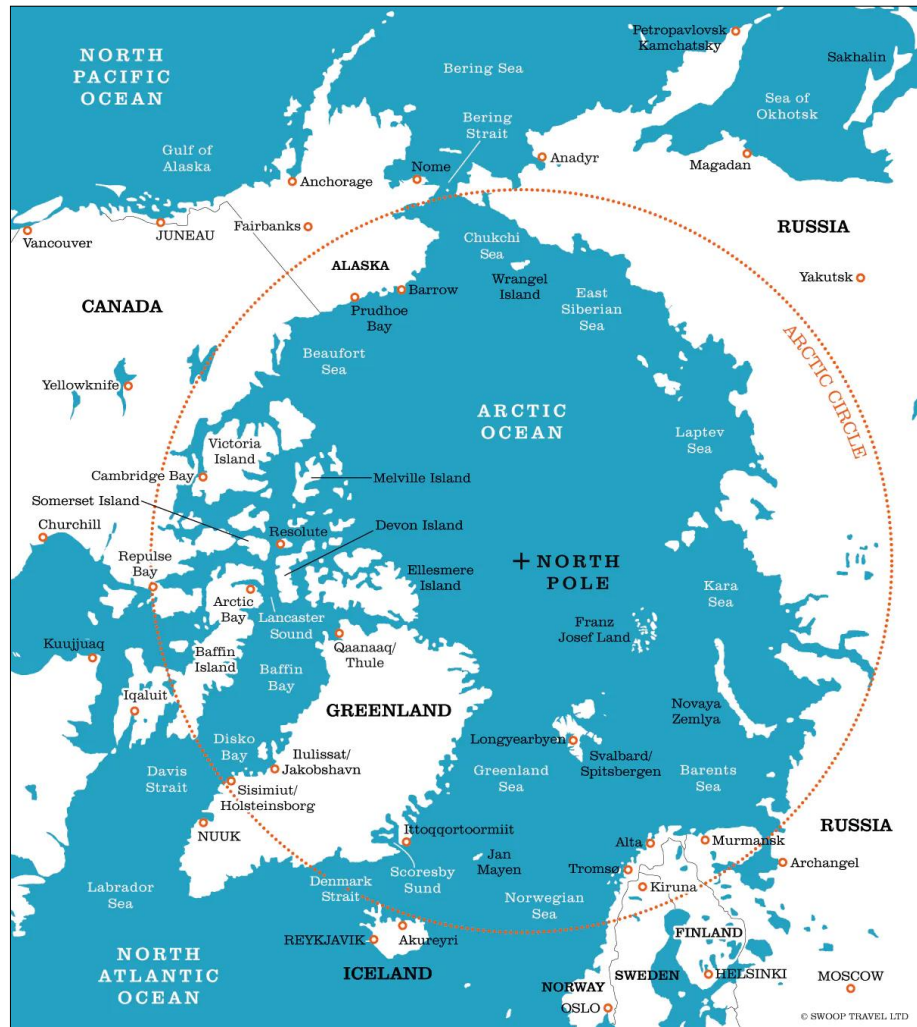 NORTH
PACIFIC
OCEAN
Bering Sea
Petropavlovsk
Kamchatsky
Sakhalin
Sea of
Okhotsk
Bering
Strait
Gulf of
Alaska
Anchorage
Nome
Anadyr
Magadan
Vancouver
JUNEAU
Fairbanks
RUSSIA
Chukchi
Sea
ALASKA
Wrangel
Island
Yakutsk
Barrow
Prudhoe
Bay
East
Siberian
Sea
CANADA
ARCTIC CIRCLE
Beaufort
Sea
Yellowknife
ARCTIC
OCEAN
Laptev
Sea
Victoria
Island
Cambridge Bay
Melville Island
Somerset Island
Devon Island
Churchill
Resolute
Repulse
Bay
NORTH
POLE
Ellesmere
Island
Arctic
Bay
Kara
Sea
Lancaster
Sound
Franz
Josef Land
Kuujjuaq
Baffin
Island
Qaanaaq/
Thule
Baffin
Bay
Iqaluit
GREENLAND
Novaya
Zemlya
Disko
Bay
Longyearbyen
Svalbard/
Spitsbergen
Ilulissat/
Jakobshavn
Davis
Strait
Greenland
Sea
Barents
Sea
Sisimiut/
Holsteinsborg
NUUK
Ittoqqortoormiit
Alta
Murmansk
RUSSIA
Archangel
Jan
Mayen
Tromsø
Scoresby
Sund
Denmark
Strait
Kiruna
Labrador
Sea
Norwegian
Sea
FINLAND
REYKJAVIK
Akureyri
NORTH
ATLANTIC
OCEAN
ICELAND
HELSINKI
MOSCOW
NORWAY
SWEDEN
OSLO
© SWOOP TRAVEL LTD